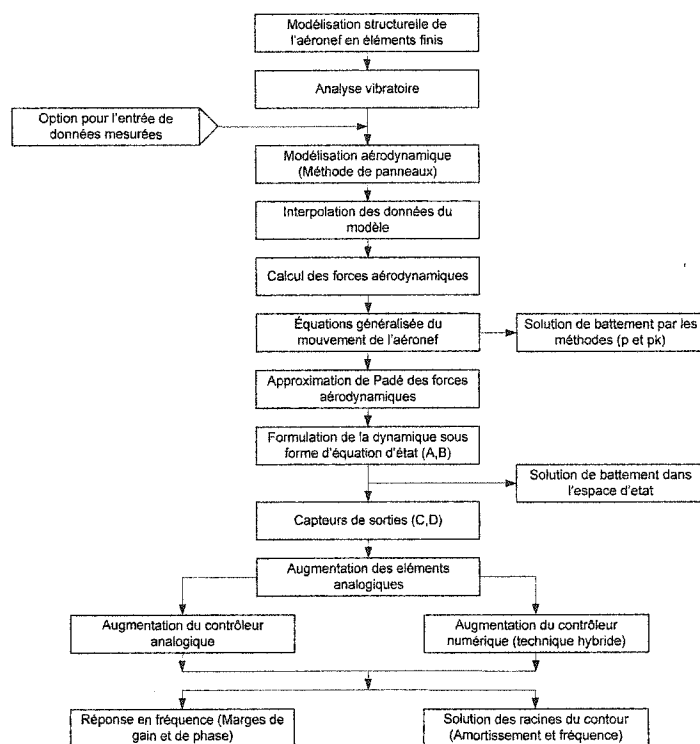 Modélisation structurelle de
l'aéronef en éléments finis
Analyse vibratoire
Option pour l'entrée de
données mesurées
Modélisation aérodynamique
(Méthode de panneaux)
Interpolation des données du
modèle
Calcul des forces aérodynamiques
Équations généralisée du
mouvement de l'aéronef
Solution de battement par les
méthodes (p et pk)
Approximation de Padé des forces
aérodynamiques
Formulation de la dynamique sous
forme d'équation d'état (A,B)
Solution de battement dans
l'espace d'etat
Capteurs de sorties (C,D)
Augmentation des eléments
analogiques
Augmentation du contrôleur
analogique
Augmentation du contrôleur
numérique (technique hybride)
Réponse en fréquence (Marges de
gain et de phase)
Solution des racines du contour
(Amortissement et fréquence)